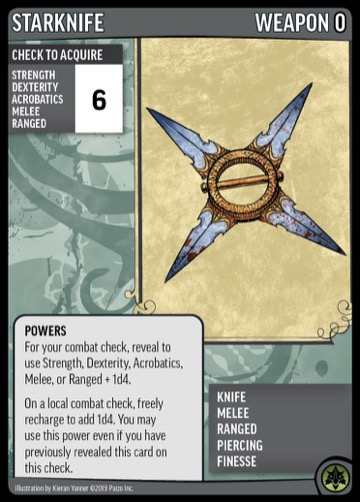 STARKNIFE WEAPON 0
CHECK TO ACQUIRE
STRENGTH
DEXTERITY
ACROBATICS
MELEE
RANGED
6
POWERS
For your combat check, reveal to
use Strength, Dexterity, Acrobatics,
Melee, or Ranged + 1d4.
On a local combat check, freely
recharge to add 1d4. You may
use this power even if you have
previously revealed this card on
this check.
KNIFE
MELEE
RANGED
PIERCING
FINESSE
Illustration by Kieran Yanner ©2019 Paizo Inc.